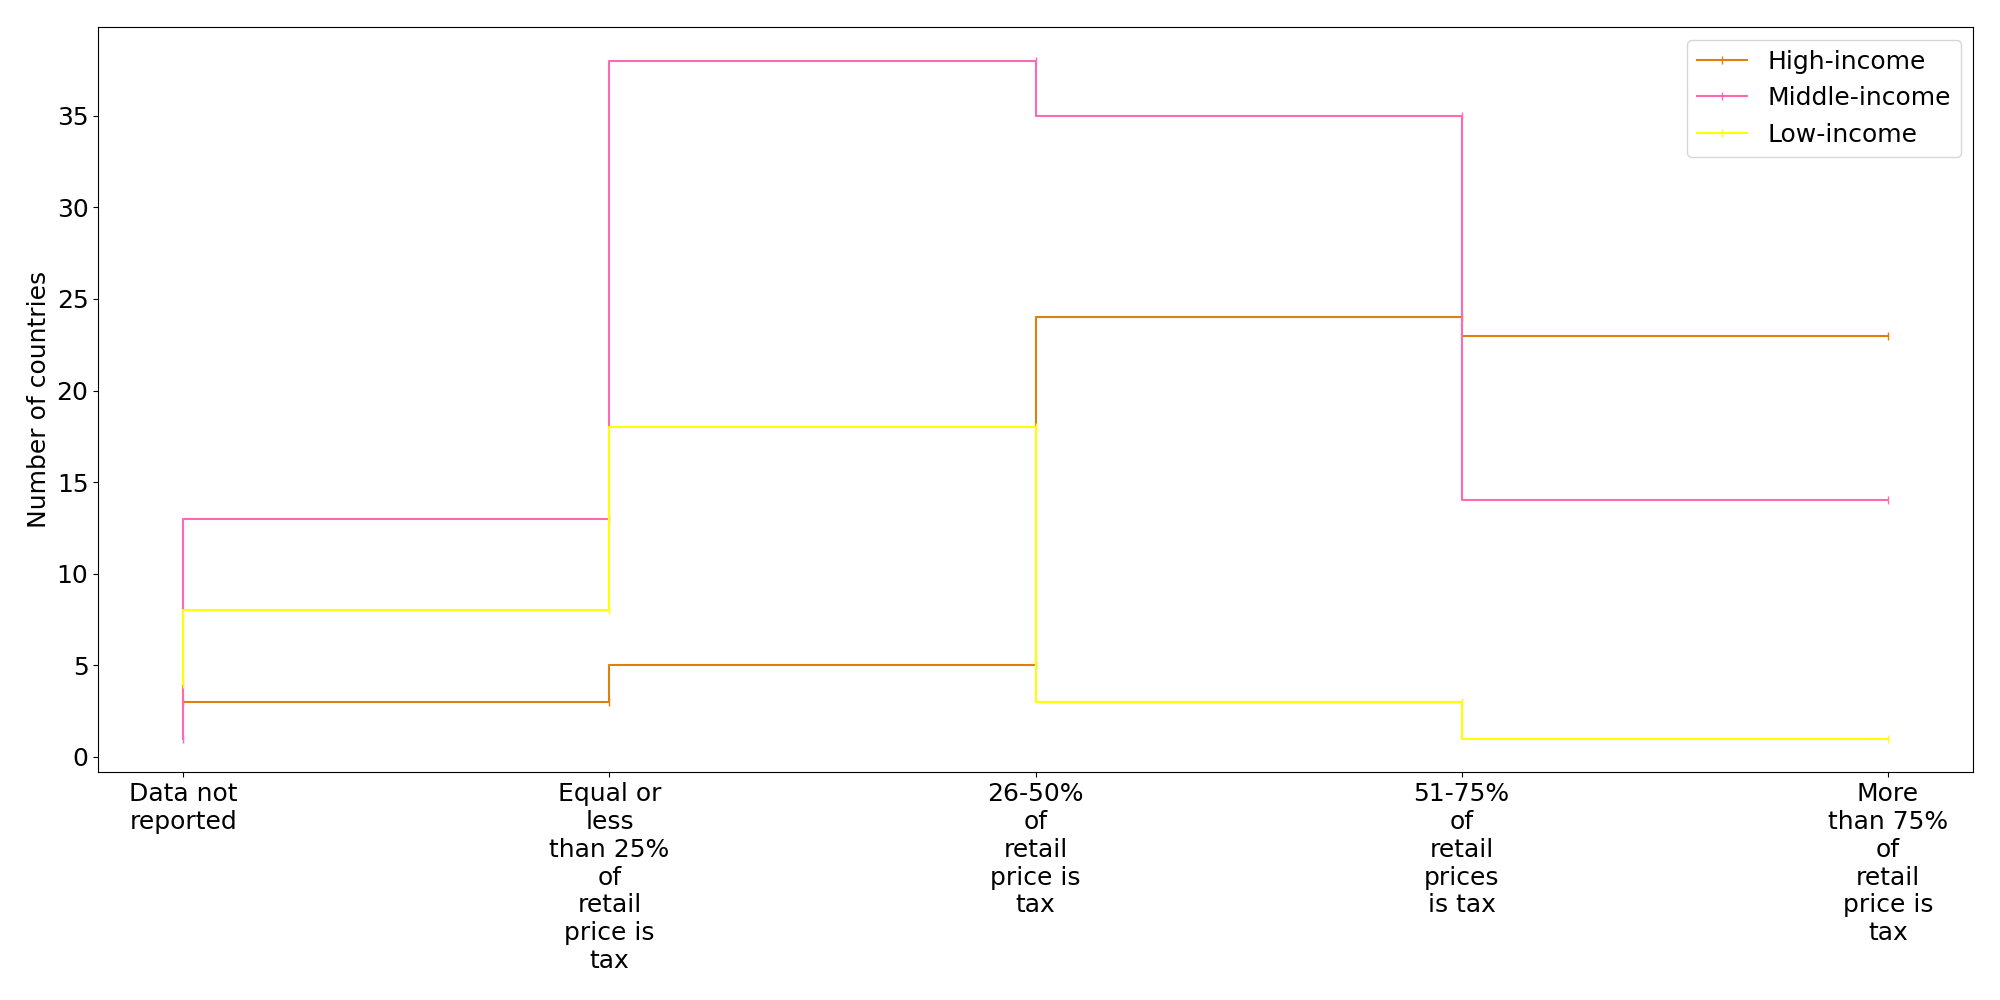 High-income
Middle-income
Low-income
Number of countries
35
30
25
20
15
10
5
0
Data not
reported
Equal or
less
than 25%
of
retail
price is
tax
26-50%
of
retail
price is
tax
51-75%
of
retail
prices
is tax
More
than 75%
of
retail
price is
tax